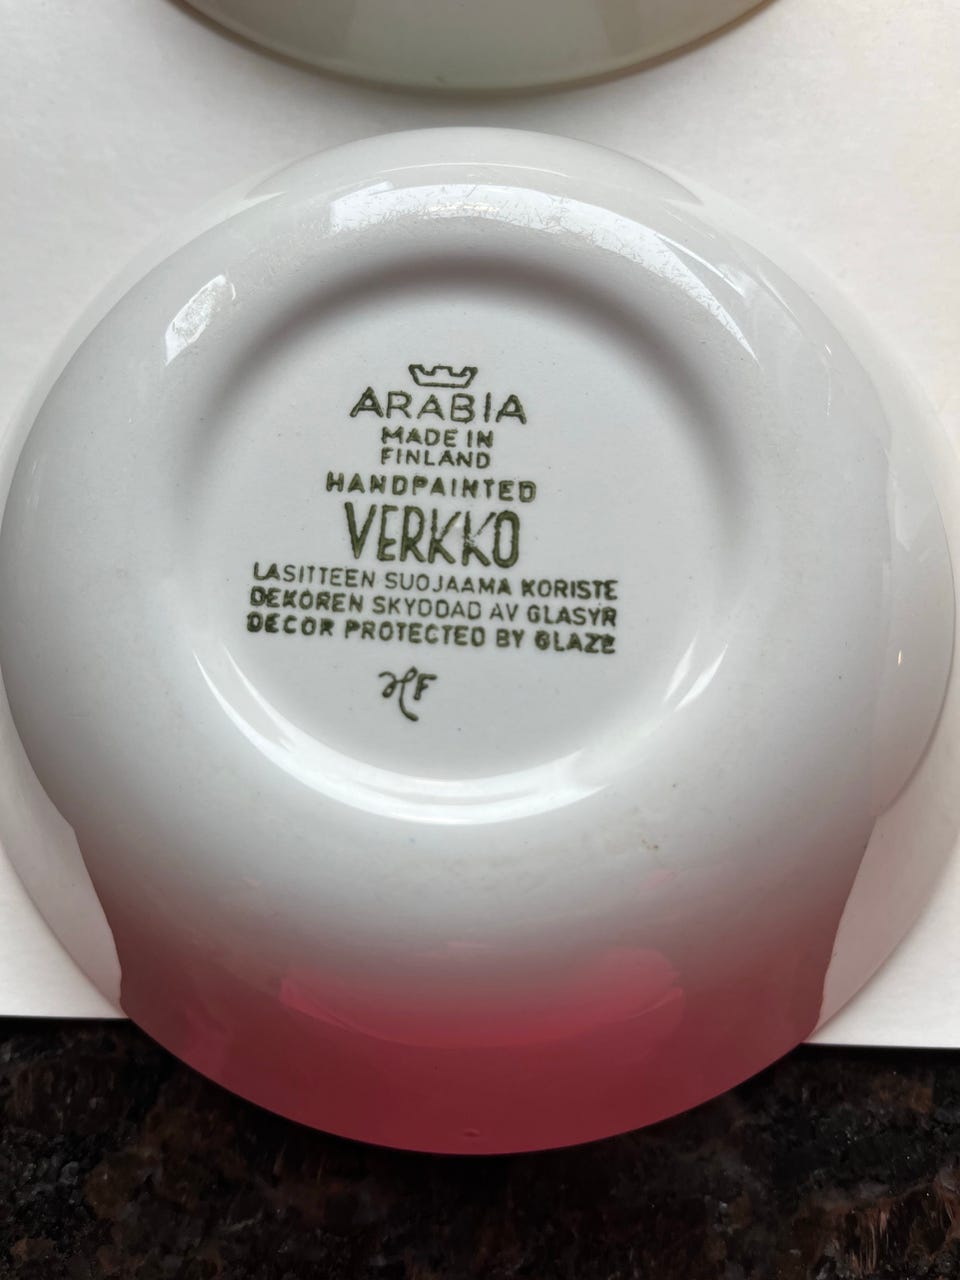 ARABIA
MADE IN
FINLAND
HANDPAINTED
VERKKO
LASITTEEN SUOJAAMA KORISTE
DEKOREN SKYDDAD AV GLASYR
DECOR PROTECTED BY GLAZE
HF